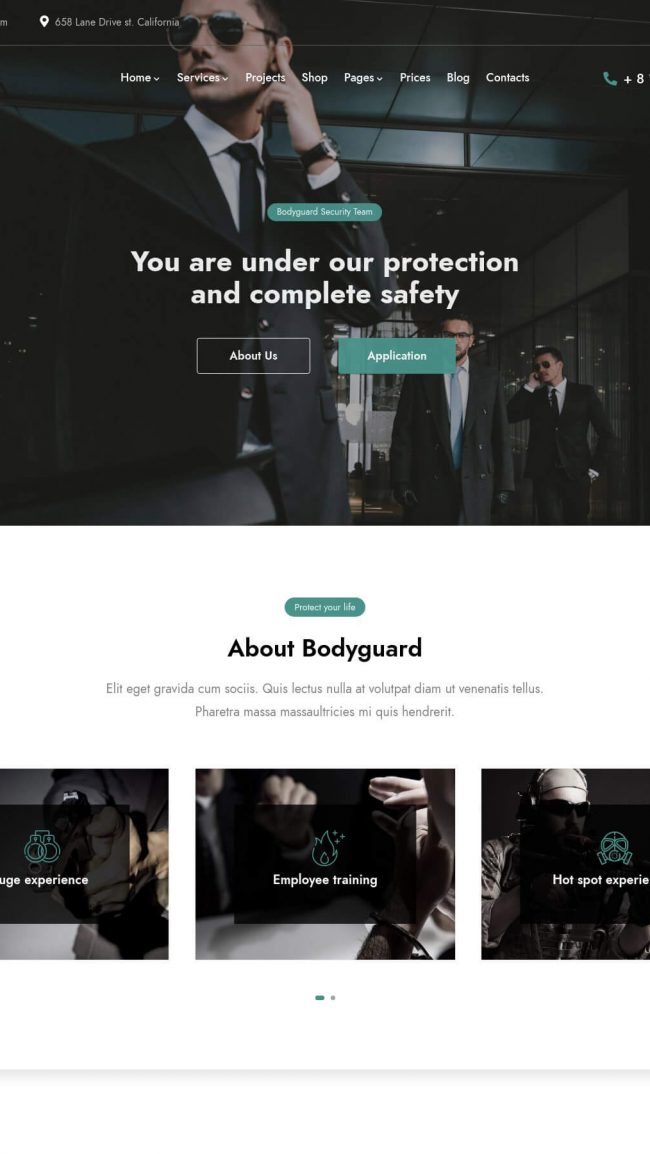 658 Lane Drive st. California
Home Services Projects Shop Pages Prices Blog Contacts
+ 8
Bodyguard Security Team
You are under our protection
and complete safety
About Us Application
Protect your life
About Bodyguard
Elit eget gravida cum sociis. Quis lectus nulla at volutpat diam ut venenatis tellus.
Pharetra massa massaultricies mi quis hendrerit.
uge experience Employee training Hot spot experie